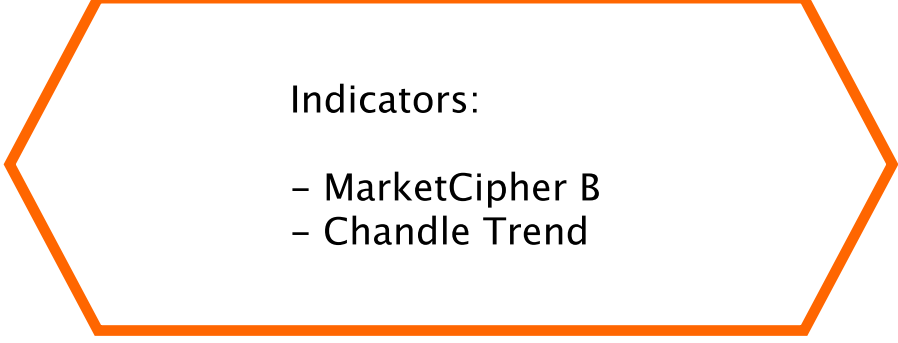 Indicators:
- MarketCipher B
- Chandle Trend